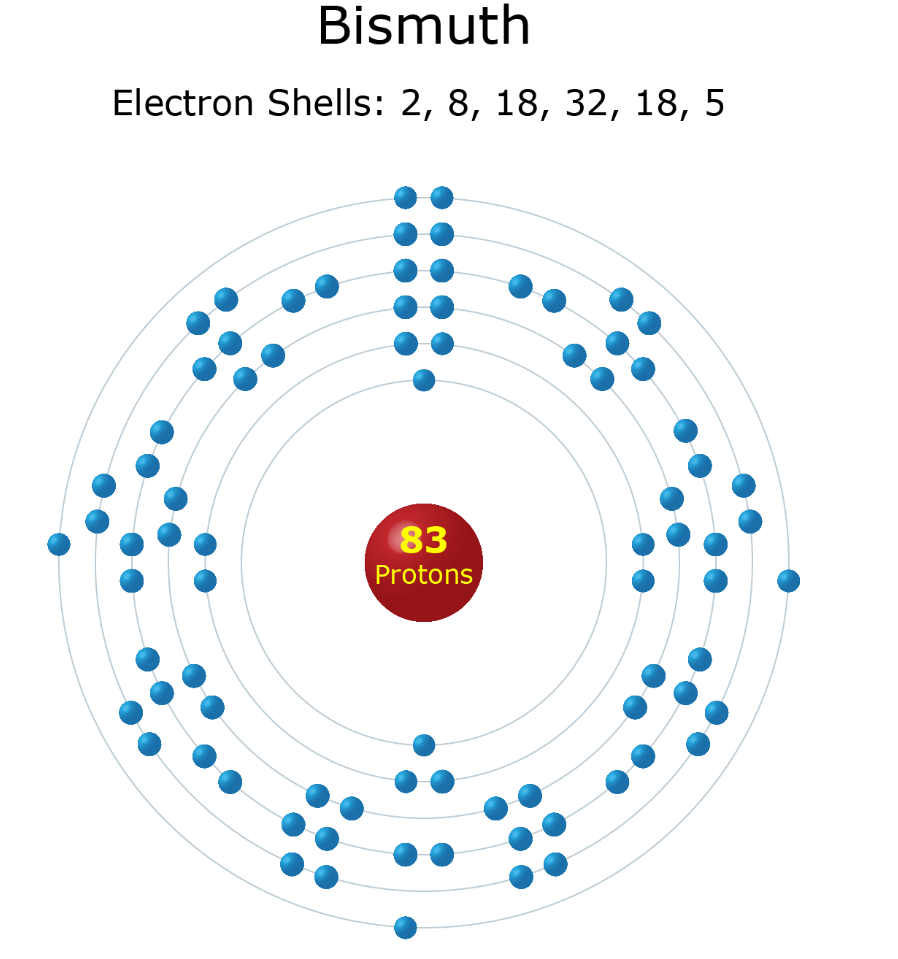 Bismuth
Electron Shells: 2, 8, 18, 32, 18, 5
83
Protons